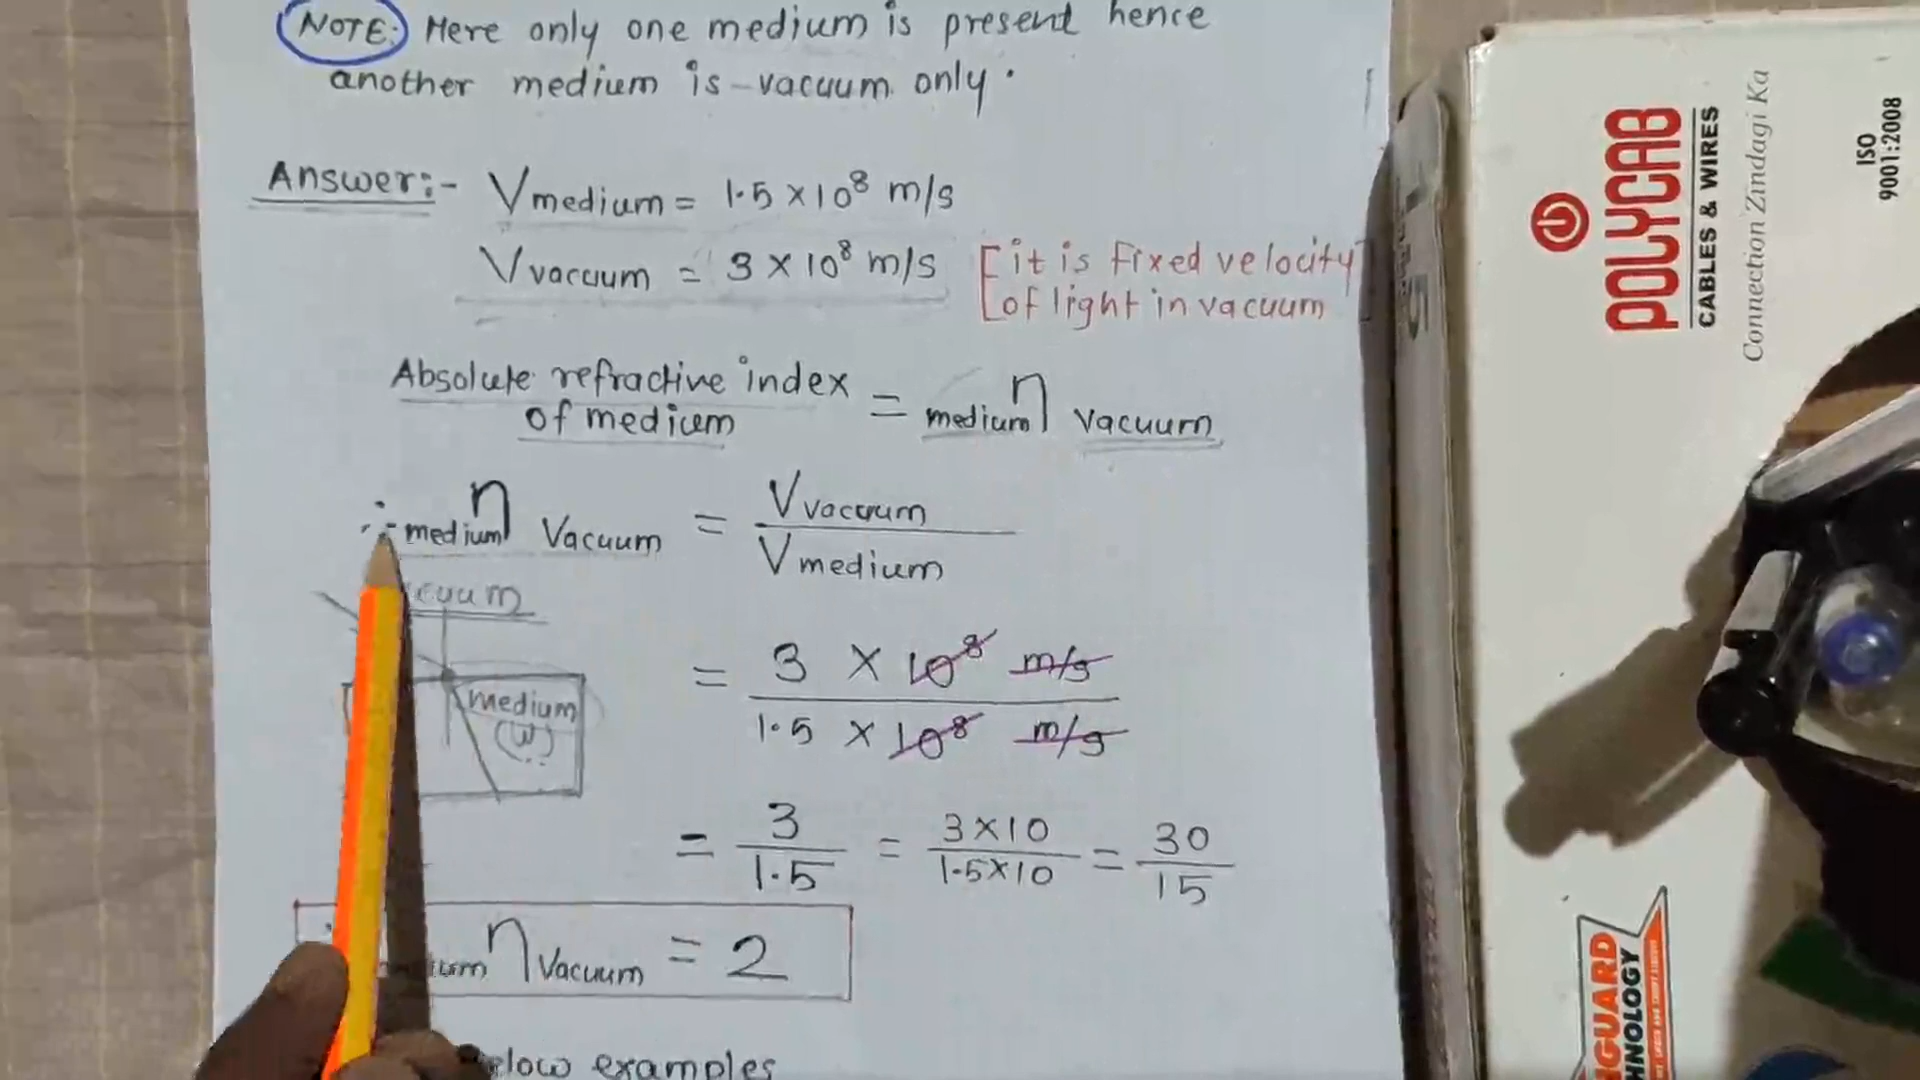 NOTE: Here only one medium is present hence
another medium is vacuum only.
Answer:- Vmedium = 1.5 × 10⁸ m/s
Vvacuum = 3 × 10⁸ m/s [it is fixed velocity
of light in vacuum]
Absolute refractive index
of medium = medium η vacuum
∴ medium η Vacuum = Vvacuum / Vmedium
= 3 × 10⁸ m/s / 1.5 × 10⁸ m/s
medium
= 3 / 1.5 = 3×10 / 1.5×10 = 30 / 15
η Vacuum = 2
examples
POLYCAB
CABLES & WIRES
Connection Zindagi Ka
ISO
9001:2008